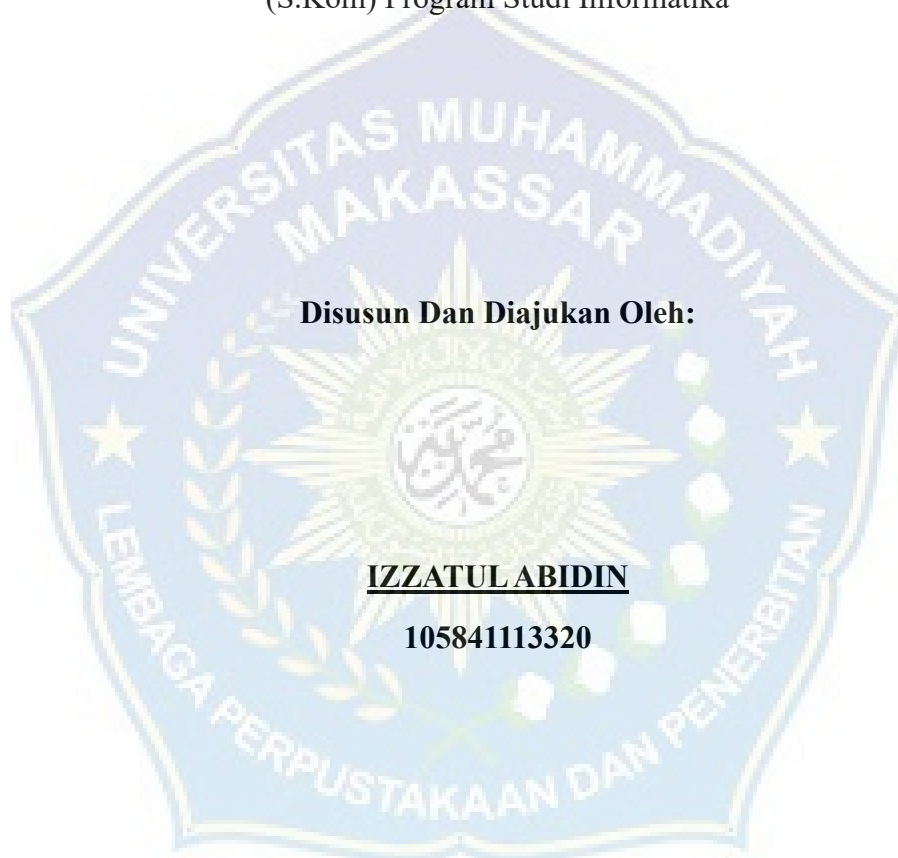 (S.Kom) Program Studi Informatika
UNIVERSITAS MUHAMMADIYAH
MAKASSAR
Disusun Dan Diajukan Oleh:
IZZATUL ABIDIN
105841113320
LEMBAGA PERPUSTAKAAN DAN PENERBITAN